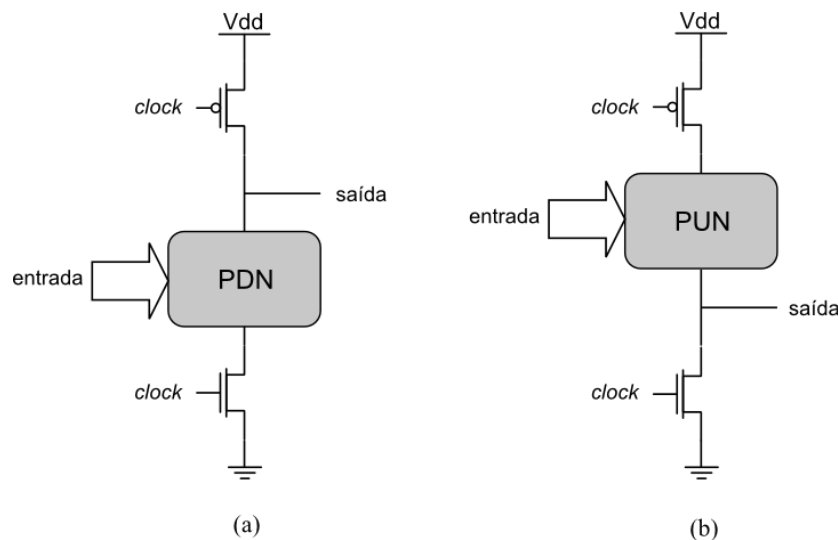 Vdd
clock
saída
entrada
PDN
clock
(a)
Vdd
clock
entrada
PUN
saída
clock
(b)